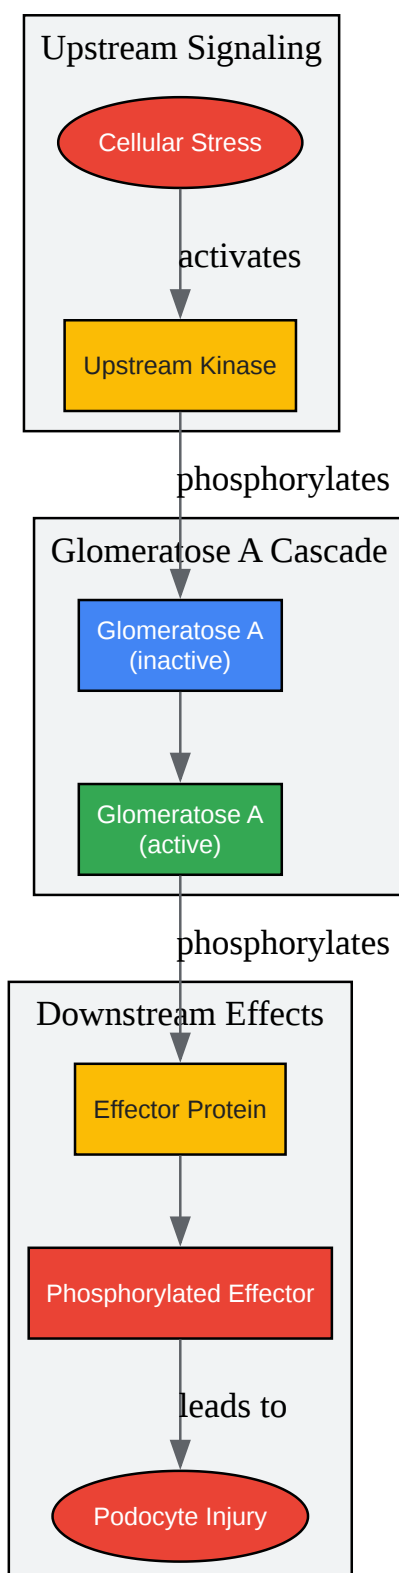 Upstream Signaling
Cellular Stress
activates
Upstream Kinase
phosphorylates
Glomeratose A Cascade
Glomeratose A
(inactive)
Glomeratose A
(active)
phosphorylates
Downstream Effects
Effector Protein
Phosphorylated Effector
leads to
Podocyte Injury